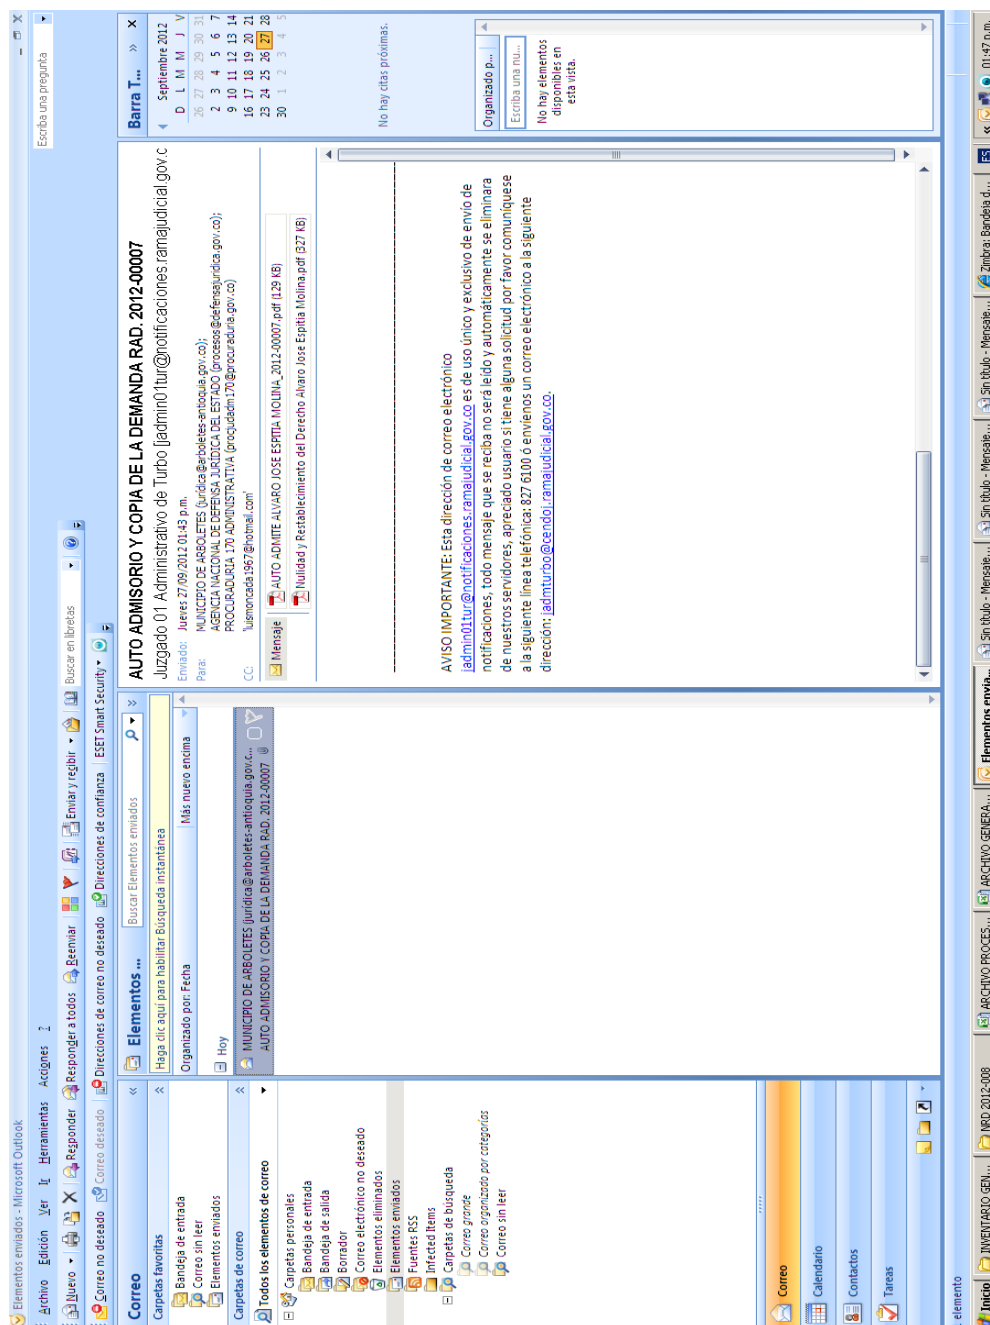 Elementos enviados - Microsoft Outlook
Archivo Edición Ver Ir Herramientas Acciones ?
Escriba una pregunta
Nuevo Responder Responder a todos Reenviar Enviar y recibir Buscar en libretas
Correo no deseado Correo deseado Direcciones de correo no deseado Direcciones de confianza ESET Smart Security
Correo
Carpetas favoritas
Bandeja de entrada
Correo sin leer
Elementos enviados
Carpetas de correo
Todos los elementos de correo
Carpetas personales
Bandeja de entrada
Bandeja de salida
Borrador
Correo electrónico no deseado
Elementos eliminados
Elementos enviados
Fuentes RSS
Infected Items
Carpetas de búsqueda
Correo grande
Correo organizado por categorías
Correo sin leer
Correo
Calendario
Contactos
Tareas
Elementos ...
Buscar Elementos enviados
Haga clic aquí para habilitar Búsqueda instantánea
Organizado por: Fecha Más nuevo encima
Hoy
MUNICIPIO DE ARBOLETES (juridica@arboletes-antioquia.gov.c...
AUTO ADMISORIO Y COPIA DE LA DEMANDA RAD. 2012-00007
AUTO ADMISORIO Y COPIA DE LA DEMANDA RAD. 2012-00007
Juzgado 01 Administrativo de Turbo [jadmin01tur@notificaciones.ramajudicial.gov.c
Enviado: Jueves 27/09/2012 01:43 p.m.
Para: MUNICIPIO DE ARBOLETES (juridica@arboletes-antioquia.gov.co);
AGENCIA NACIONAL DE DEFENSA JURIDICA DEL ESTADO (procesos@defensajuridica.gov.co);
PROCURADURIA 170 ADMINISTRATIVA (procjudadm170@procuraduria.gov.co)
CC: 'luismoncada1967@hotmail.com'
Mensaje AUTO ADMITE ALVARO JOSE ESPITIA MOLINA_2012-00007.pdf (129 KB)
Nulidad y Restablecimiento del Derecho Alvaro Jose Espitia Molina.pdf (327 KB)
AVISO IMPORTANTE: Esta dirección de correo electrónico
jadmin01tur@notificaciones.ramajudicial.gov.co es de uso único y exclusivo de envío de
notificaciones, todo mensaje que se reciba no será leído y automáticamente se eliminara
de nuestros servidores, apreciado usuario si tiene alguna solicitud por favor comuníquese
a la siguiente línea telefónica: 827 6100 ó envíenos un correo electrónico a la siguiente
dirección: jadmturbo@cendoj.ramajudicial.gov.co.
Barra T... » ×
Septiembre 2012
D L M M J V
26 27 28 29 30 31
2 3 4 5 6 7
9 10 11 12 13 14
16 17 18 19 20 21
23 24 25 26 27 28
30 1 2 3 4 5
No hay citas próximas.
Organizado p...
Escriba una nu...
No hay elementos
disponibles en
esta vista.
elemento
Inicio INVENTARIO GEN... NRD 2012-008 ARCHIVO PROCES... ARCHIVO GENERA... Elementos envia... Sin título - Mensaje... Sin título - Mensaje... Sin título - Mensaje... Sin título - Mensaje... Zimbra: Bandeja d... ES « 01:47 p.m.